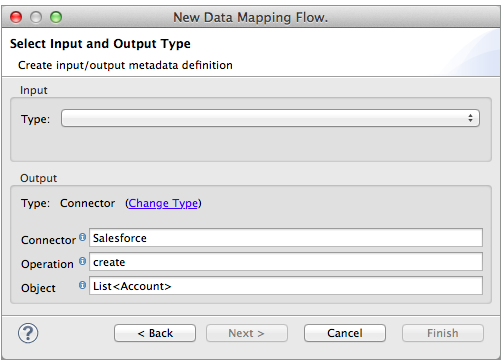 New Data Mapping Flow.
Select Input and Output Type
Create input/output metadata definition
Input
Type:
Output
Type: Connector (Change Type)
Connector Salesforce
Operation create
Object List<Account>
? < Back Next > Cancel Finish